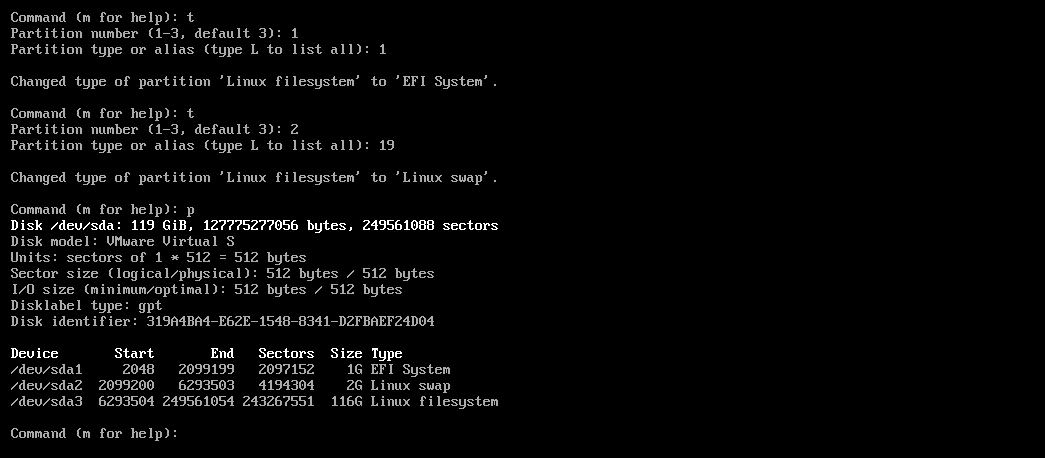 Command (m for help): t
Partition number (1-3, default 3): 1
Partition type or alias (type L to list all): 1
Changed type of partition 'Linux filesystem' to 'EFI System'.
Command (m for help): t
Partition number (1-3, default 3): 2
Partition type or alias (type L to list all): 19
Changed type of partition 'Linux filesystem' to 'Linux swap'.
Command (m for help): p
Disk /dev/sda: 119 GiB, 127775277056 bytes, 249561088 sectors
Disk model: VMware Virtual S
Units: sectors of 1 * 512 = 512 bytes
Sector size (logical/physical): 512 bytes / 512 bytes
I/O size (minimum/optimal): 512 bytes / 512 bytes
Disklabel type: gpt
Disk identifier: 319A4BA4-E62E-1548-8341-D2FBAEF24D04
Device       Start       End   Sectors  Size Type
/dev/sda1     2048   2099199   2097152    1G EFI System
/dev/sda2  2099200   6293503   4194304    2G Linux swap
/dev/sda3  6293504 249561054 243267551  116G Linux filesystem
Command (m for help):